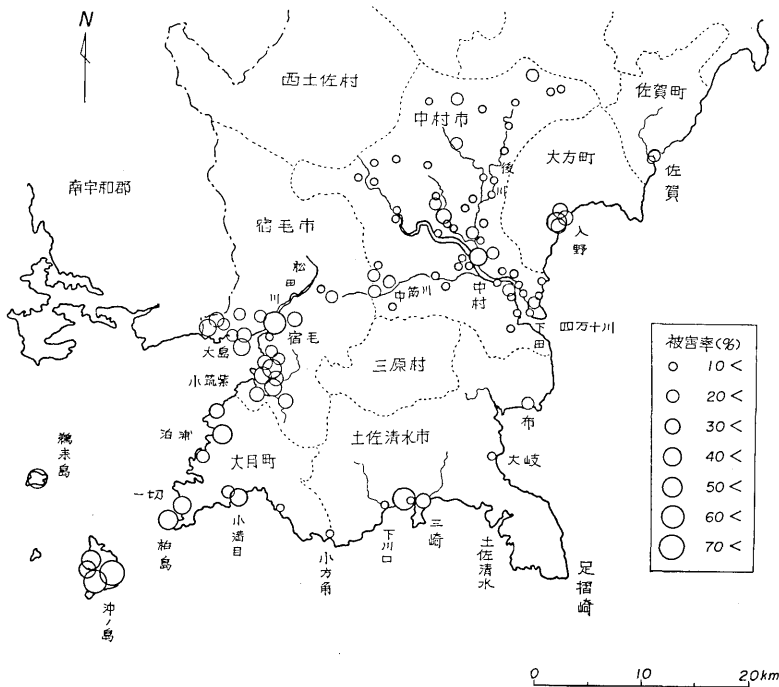 N
西土佐村
佐賀町
中村市
大方町
後川
佐賀
南宇和郡
宿毛市
入野
松田川
中筋川
中村
下田
四万十川
宿毛
大島
三原村
小筑紫
布
泊浦
土佐清水市
大月町
大岐
鵜来島
一切
柏島
小満目
小才角
下川口
三崎
土佐清水
足摺崎
沖ノ島
被害率(%)
10<
20<
30<
40<
50<
60<
70<
0 10 20km